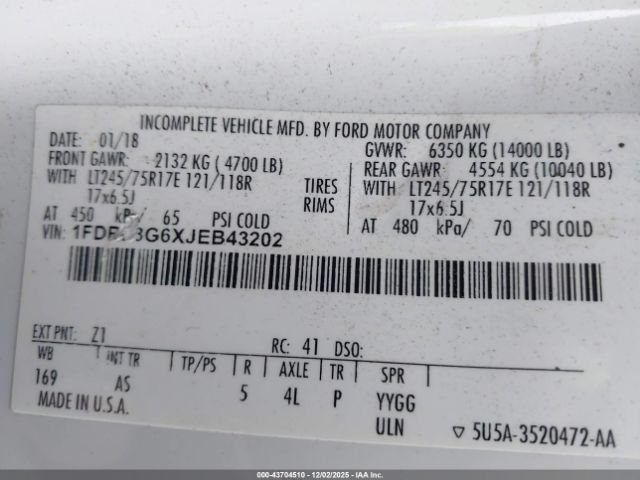 INCOMPLETE VEHICLE MFD. BY FORD MOTOR COMPANY
DATE: 01/18 GVWR: 6350 KG (14000 LB)
FRONT GAWR: 2132 KG ( 4700 LB) REAR GAWR: 4554 KG (10040 LB)
WITH LT245/75R17E 121/118R TIRES WITH LT245/75R17E 121/118R
17x6.5J RIMS 17x6.5J
AT 450 kPa/ 65 PSI COLD AT 480 kPa/ 70 PSI COLD
VIN:
EXT PNT: Z1 RC: 41 DSO:
WB INT TR TP/PS R AXLE TR SPR
169 AS 5 4L P YYGG
MADE IN U.S.A. ULN ▽ 5U5A-3520472-AA
000-43704510 - 12/02/2025 - IAA Inc.